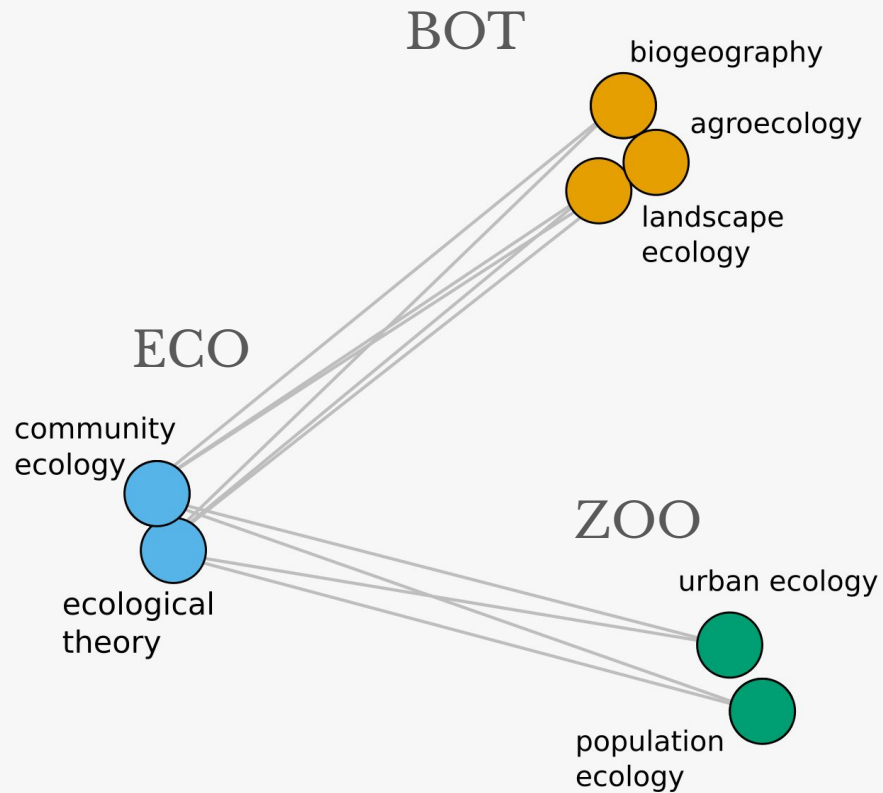 BOT
biogeography
agroecology
landscape
ecology
ECO
community
ecology
ecological
theory
ZOO
urban ecology
population
ecology